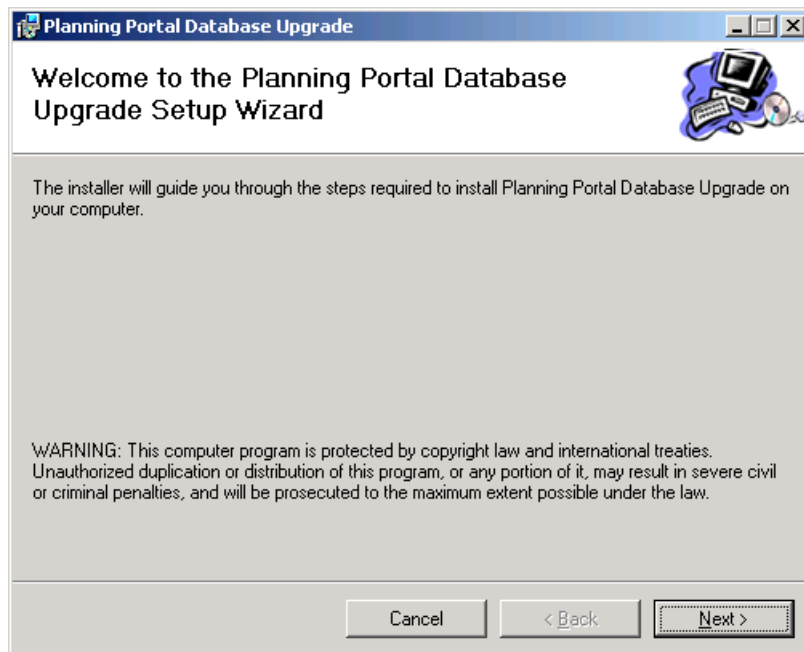 Planning Portal Database Upgrade
Welcome to the Planning Portal Database
Upgrade Setup Wizard
The installer will guide you through the steps required to install Planning Portal Database Upgrade on
your computer.
WARNING: This computer program is protected by copyright law and international treaties.
Unauthorized duplication or distribution of this program, or any portion of it, may result in severe civil
or criminal penalties, and will be prosecuted to the maximum extent possible under the law.
Cancel
< Back
Next >